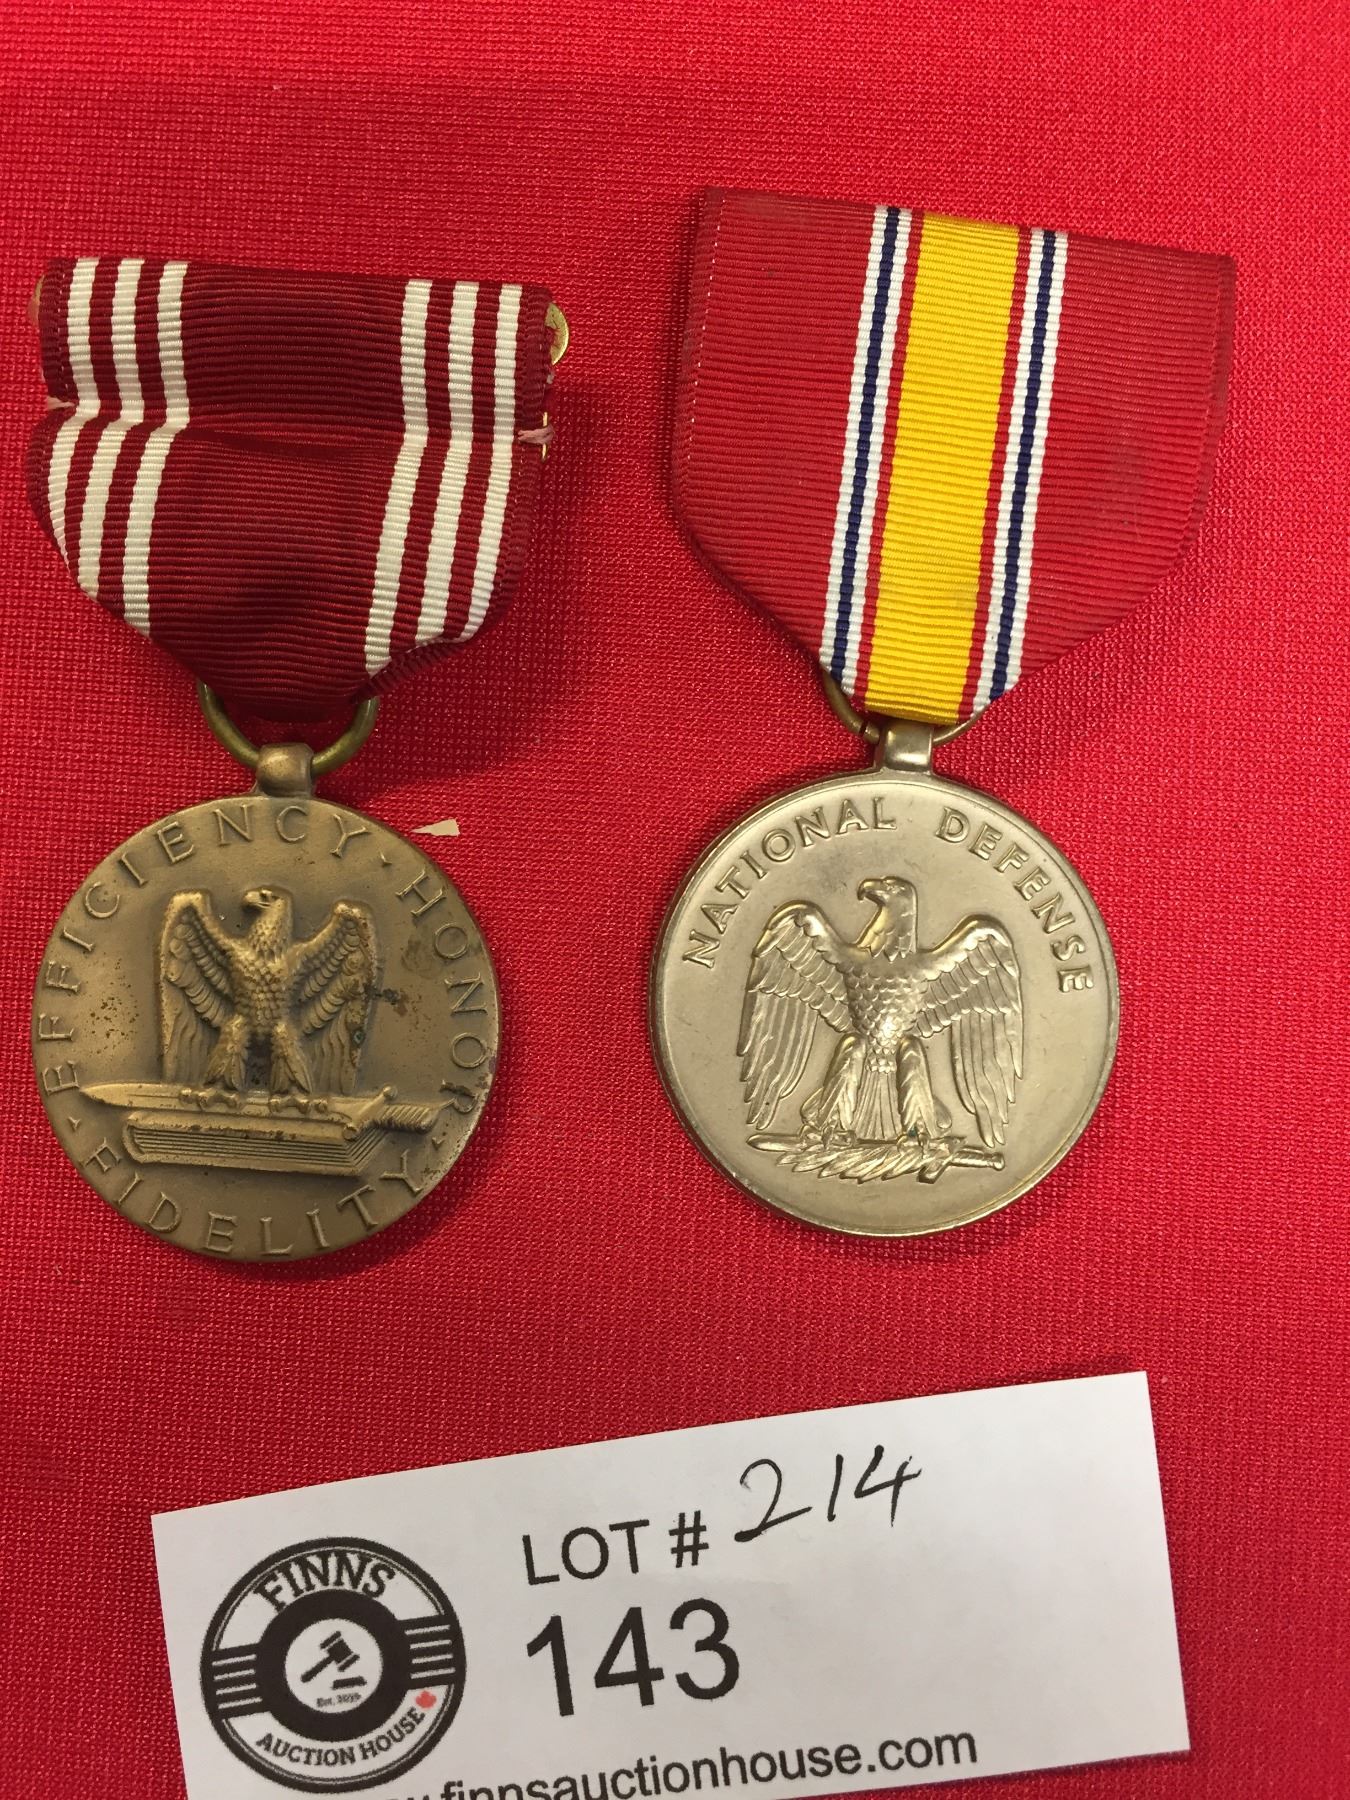 EFFICIENCY · HONOR · FIDELITY ·
NATIONAL DEFENSE
LOT # 214
143
FINNS
AUCTION HOUSE
finnsauctionhouse.com